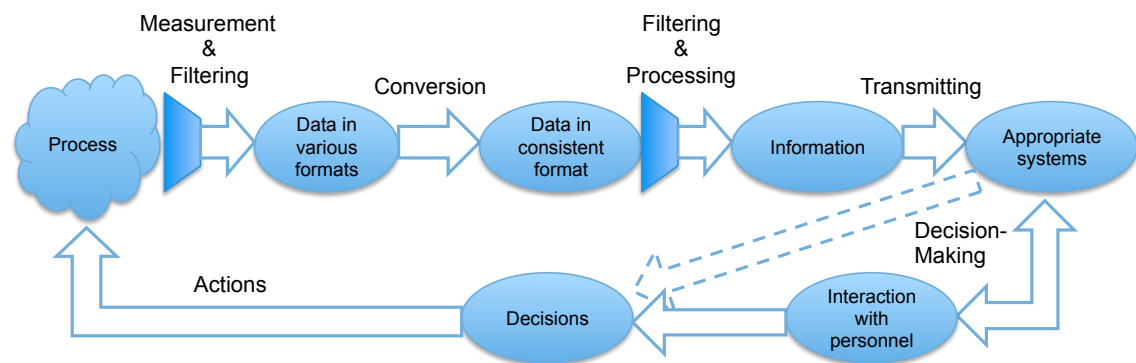 Measurement
&
Filtering
Filtering
&
Processing
Conversion
Transmitting
Process
Data in
various
formats
Data in
consistent
format
Information
Appropriate
systems
Decision-
Making
Actions
Decisions
Interaction
with
personnel